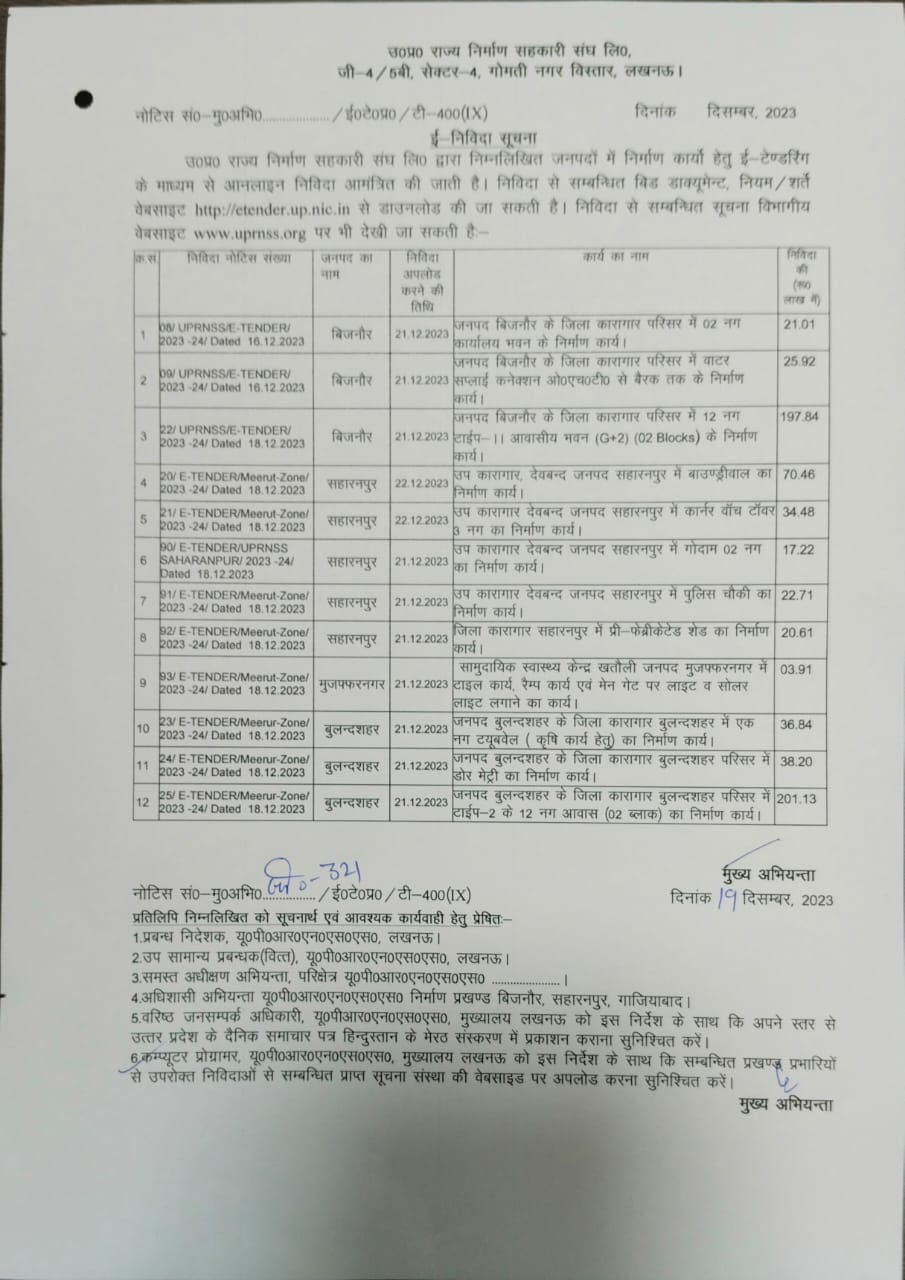 उ0प्र0 राज्य निर्माण सहकारी संघ लि0,
जी-4/5बी, सेक्टर-4, गोमती नगर विस्तार, लखनऊ।
नोटिस सं0-मु0अभि0.................../ई0टे0प्र0/टी-400(IX) दिनांक दिसम्बर, 2023
ई-निविदा सूचना
उ0प्र0 राज्य निर्माण सहकारी संघ लि0 द्वारा निम्नलिखित जनपदों में निर्माण कार्यो हेतु ई-टेण्डरिंग
के माध्यम से आनलाइन निविदा आमंत्रित की जाती है। निविदा से सम्बन्धित बिड डाक्यूमेन्ट, नियम/शर्ते
वेबसाइट http://etender.up.nic.in से डाउनलोड की जा सकती है। निविदा से सम्बन्धित सूचना विभागीय
वेबसाइट www.uprnss.org पर भी देखी जा सकती है:-
क्र.स. निविदा नोटिस संख्या जनपद का नाम निविदा अपलोड करने की तिथि कार्य का नाम निविदा की (रू0 लाख में)
1 08/ UPRNSS/E-TENDER/ 2023 -24/ Dated 16.12.2023 बिजनौर 21.12.2023 जनपद बिजनौर के जिला कारागार परिसर में 02 नग कार्यालय भवन के निर्माण कार्य। 21.01
2 09/ UPRNSS/E-TENDER/ 2023 -24/ Dated 16.12.2023 बिजनौर 21.12.2023 जनपद बिजनौर के जिला कारागार परिसर में वाटर सप्लाई कनेक्शन ओ0एच0टी0 से बैरक तक के निर्माण कार्य। 25.92
3 22/ UPRNSS/E-TENDER/ 2023 -24/ Dated 18.12.2023 बिजनौर 21.12.2023 जनपद बिजनौर के जिला कारागार परिसर में 12 नग टाईप-।। आवासीय भवन (G+2) (02 Blocks) के निर्माण कार्य। 197.84
4 20/ E-TENDER/Meerut-Zone/ 2023 -24/ Dated 18.12.2023 सहारनपुर 22.12.2023 उप कारागार, देवबन्द जनपद सहारनपुर में बाउण्ड्रीवाल का निर्माण कार्य। 70.46
5 21/ E-TENDER/Meerut-Zone/ 2023 -24/ Dated 18.12.2023 सहारनपुर 22.12.2023 उप कारागार देवबन्द जनपद सहारनपुर में कार्नर वॉच टॉवर 3 नग का निर्माण कार्य। 34.48
6 90/ E-TENDER/UPRNSS SAHARANPUR/ 2023 -24/ Dated 18.12.2023 सहारनपुर 21.12.2023 उप कारागार देवबन्द जनपद सहारनपुर में गोदाम 02 नग का निर्माण कार्य। 17.22
7 91/ E-TENDER/Meerut-Zone/ 2023 -24/ Dated 18.12.2023 सहारनपुर 21.12.2023 उप कारागार देवबन्द जनपद सहारनपुर में पुलिस चौकी का निर्माण कार्य। 22.71
8 92/ E-TENDER/Meerut-Zone/ 2023 -24/ Dated 18.12.2023 सहारनपुर 21.12.2023 जिला कारागार सहारनपुर में प्री-फेब्रीकेटेड शेड का निर्माण कार्य। 20.61
9 93/ E-TENDER/Meerut-Zone/ 2023 -24/ Dated 18.12.2023 मुजफ्फरनगर 21.12.2023 सामुदायिक स्वास्थ्य केन्द्र खतौली जनपद मुजफ्फरनगर में टाइल कार्य, रैम्प कार्य एवं मेन गेट पर लाइट व सोलर लाइट लगाने का कार्य। 03.91
10 23/ E-TENDER/Meerur-Zone/ 2023 -24/ Dated 18.12.2023 बुलन्दशहर 21.12.2023 जनपद बुलन्दशहर के जिला कारागार बुलन्दशहर में एक नग टयूबवेल ( कृषि कार्य हेतु) का निर्माण कार्य। 36.84
11 24/ E-TENDER/Meerur-Zone/ 2023 -24/ Dated 18.12.2023 बुलन्दशहर 21.12.2023 जनपद बुलन्दशहर के जिला कारागार बुलन्दशहर परिसर में डोर मेट्री का निर्माण कार्य। 38.20
12 25/ E-TENDER/Meerur-Zone/ 2023 -24/ Dated 18.12.2023 बुलन्दशहर 21.12.2023 जनपद बुलन्दशहर के जिला कारागार बुलन्दशहर परिसर में टाईप-2 के 12 नग आवास (02 ब्लाक) का निर्माण कार्य। 201.13
मुख्य अभियन्ता
नोटिस सं0-मु0अभि0 321 /ई0टे0प्र0/टी-400(IX) दिनांक 19 दिसम्बर, 2023
प्रतिलिपि निम्नलिखित को सूचनार्थ एवं आवश्यक कार्यवाही हेतु प्रेषितः-
1.प्रबन्ध निदेशक, यू0पी0आर0एन0एस0एस0, लखनऊ।
2.उप सामान्य प्रबन्धक(वित्त), यू0पी0आर0एन0एस0एस0, लखनऊ।
3.समस्त अधीक्षण अभियन्ता, परिक्षेत्र यू0पी0आर0एन0एस0एस0 ......................।
4.अधिशासी अभियन्ता यू0पी0आर0एन0एस0एस0 निर्माण प्रखण्ड बिजनौर, सहारनपुर, गाजियाबाद।
5.वरिष्ठ जनसम्पर्क अधिकारी, यू0पी0आर0एन0एस0एस0, मुख्यालय लखनऊ को इस निर्देश के साथ कि अपने स्तर से
उत्तर प्रदेश के दैनिक समाचार पत्र हिन्दुस्तान के मेरठ संस्करण में प्रकाशन कराना सुनिश्चित करें।
6.कम्प्यूटर प्रोग्रामर, यू0पी0आर0एन0एस0एस0, मुख्यालय लखनऊ को इस निर्देश के साथ कि सम्बन्धित प्रखण्ड प्रभारियों
से उपरोक्त निविदाओं से सम्बन्धित प्राप्त सूचना संस्था की वेबसाइड पर अपलोड करना सुनिश्चित करें।
मुख्य अभियन्ता